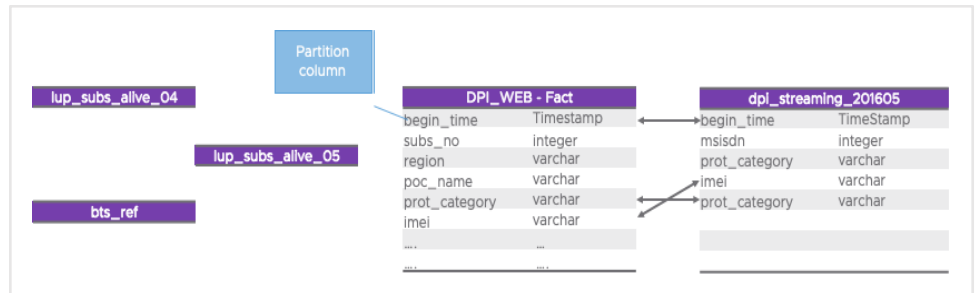 Partition
column
lup_subs_alive_04
lup_subs_alive_05
bts_ref
DPI_WEB - Fact
begin_time Timestamp
subs_no integer
region varchar
poc_name varchar
prot_category varchar
imei varchar
.... ...
.... ....
dpi_streaming_201605
begin_time TimeStamp
msisdn integer
prot_category varchar
imei varchar
prot_category varchar